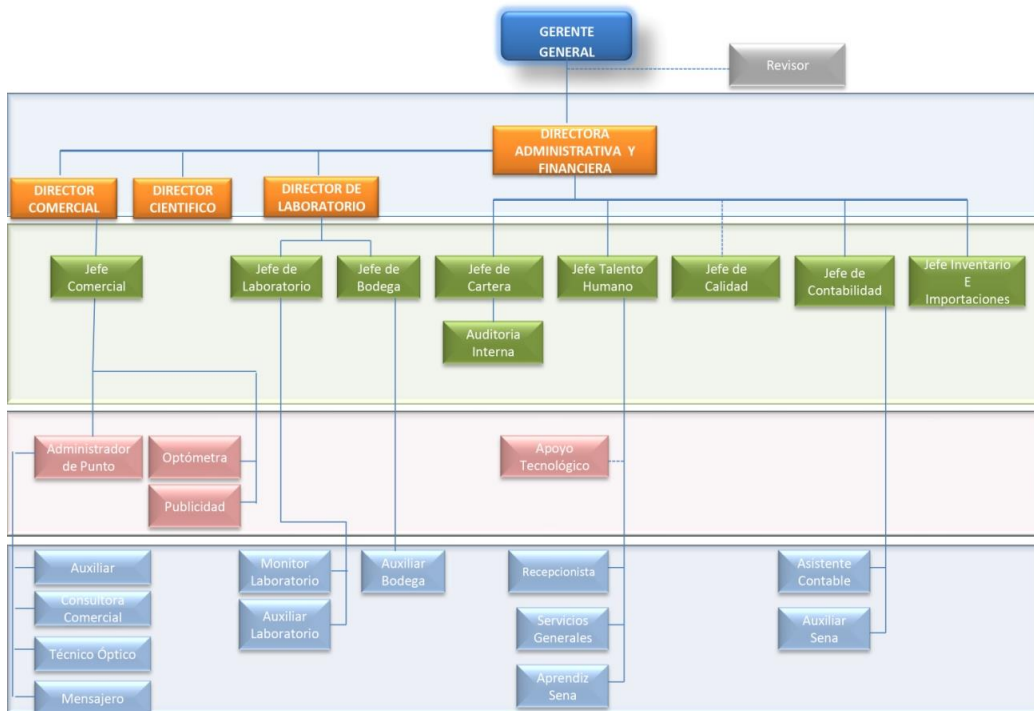 GERENTE
GENERAL
Revisor
DIRECTORA
ADMINISTRATIVA Y
FINANCIERA
DIRECTOR
COMERCIAL
DIRECTOR
CIENTIFICO
DIRECTOR DE
LABORATORIO
Jefe
Comercial
Jefe de
Laboratorio
Jefe de
Bodega
Jefe de
Cartera
Jefe Talento
Humano
Jefe de
Calidad
Jefe de
Contabilidad
Jefe Inventario
E
Importaciones
Auditoria
Interna
Administrador
de Punto
Optómetra
Publicidad
Apoyo
Tecnológico
Auxiliar
Consultora
Comercial
Técnico Óptico
Mensajero
Monitor
Laboratorio
Auxiliar
Laboratorio
Auxiliar
Bodega
Recepcionista
Servicios
Generales
Aprendiz
Sena
Asistente
Contable
Auxiliar
Sena